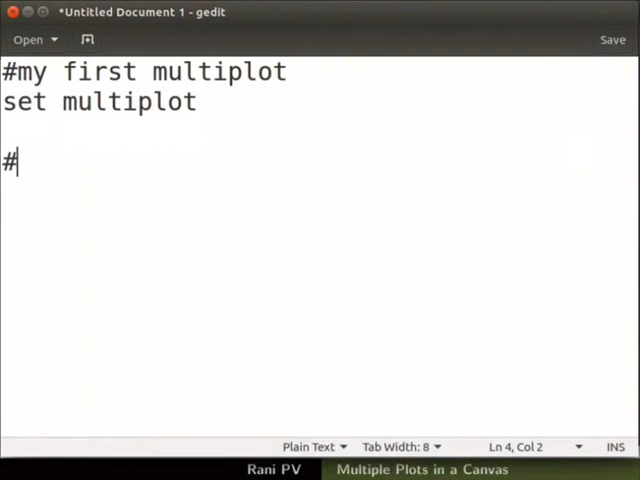 *Untitled Document 1 - gedit
Open Save
#my first multiplot
set multiplot
#
Plain Text Tab Width: 8 Ln 4, Col 2 INS
Rani PV Multiple Plots in a Canvas